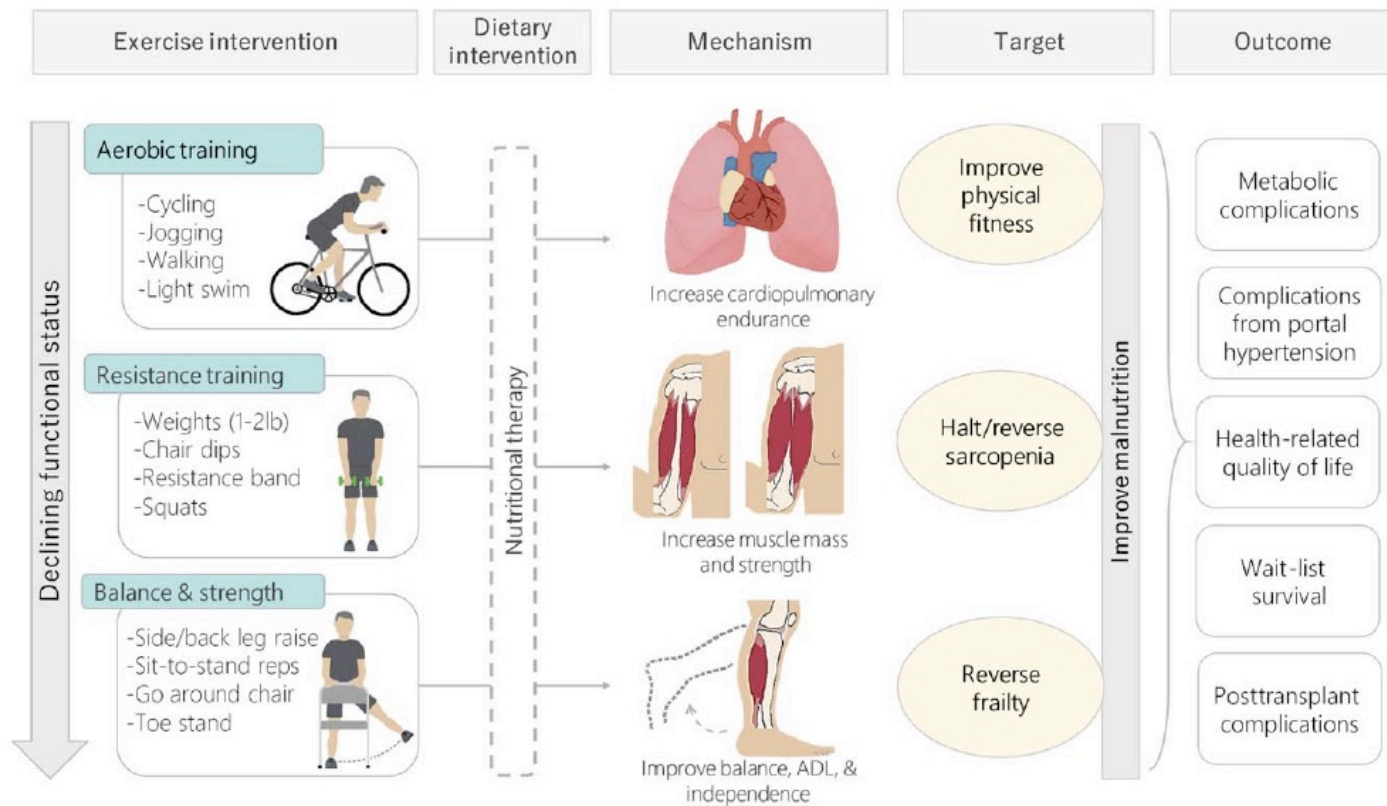 Exercise intervention
Dietary
intervention
Mechanism
Target
Outcome
Declining functional status
Aerobic training
-Cycling
-Jogging
-Walking
-Light swim
Resistance training
-Weights (1-2lb)
-Chair dips
-Resistance band
-Squats
Balance & strength
-Side/back leg raise
-Sit-to-stand reps
-Go around chair
-Toe stand
Nutritional therapy
Increase cardiopulmonary
endurance
Increase muscle mass
and strength
Improve balance, ADL, &
independence
Improve
physical
fitness
Halt/reverse
sarcopenia
Reverse
frailty
Improve malnutrition
Metabolic
complications
Complications
from portal
hypertension
Health-related
quality of life
Wait-list
survival
Posttransplant
complications